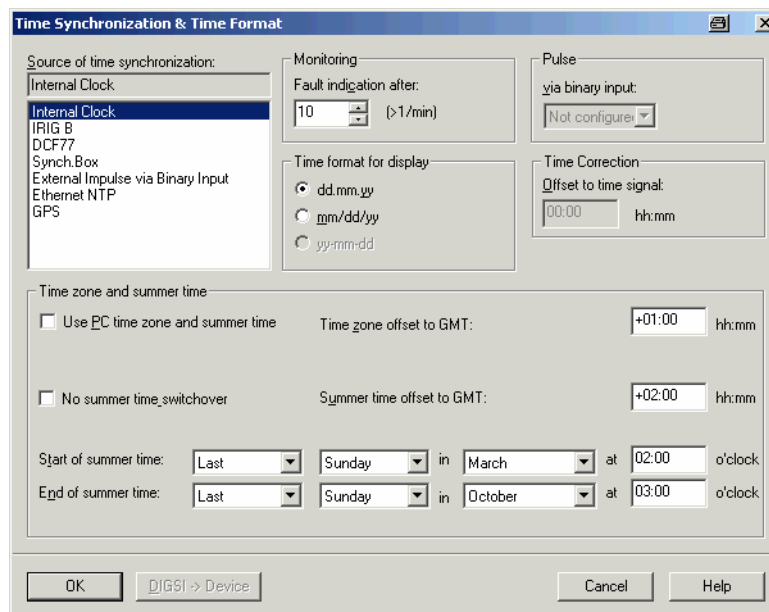 Time Synchronization & Time Format
Source of time synchronization:
Internal Clock
Internal Clock
IRIG B
DCF77
Synch.Box
External Impulse via Binary Input
Ethernet NTP
GPS
Monitoring
Fault indication after:
10 (>1/min)
Time format for display
dd.mm.yy
mm/dd/yy
yy-mm-dd
Pulse
via binary input:
Not configure
Time Correction
Offset to time signal:
00:00 hh:mm
Time zone and summer time
Use PC time zone and summer time Time zone offset to GMT: +01:00 hh:mm
No summer time switchover Summer time offset to GMT: +02:00 hh:mm
Start of summer time: Last Sunday in March at 02:00 o'clock
End of summer time: Last Sunday in October at 03:00 o'clock
OK DIGSI -> Device Cancel Help